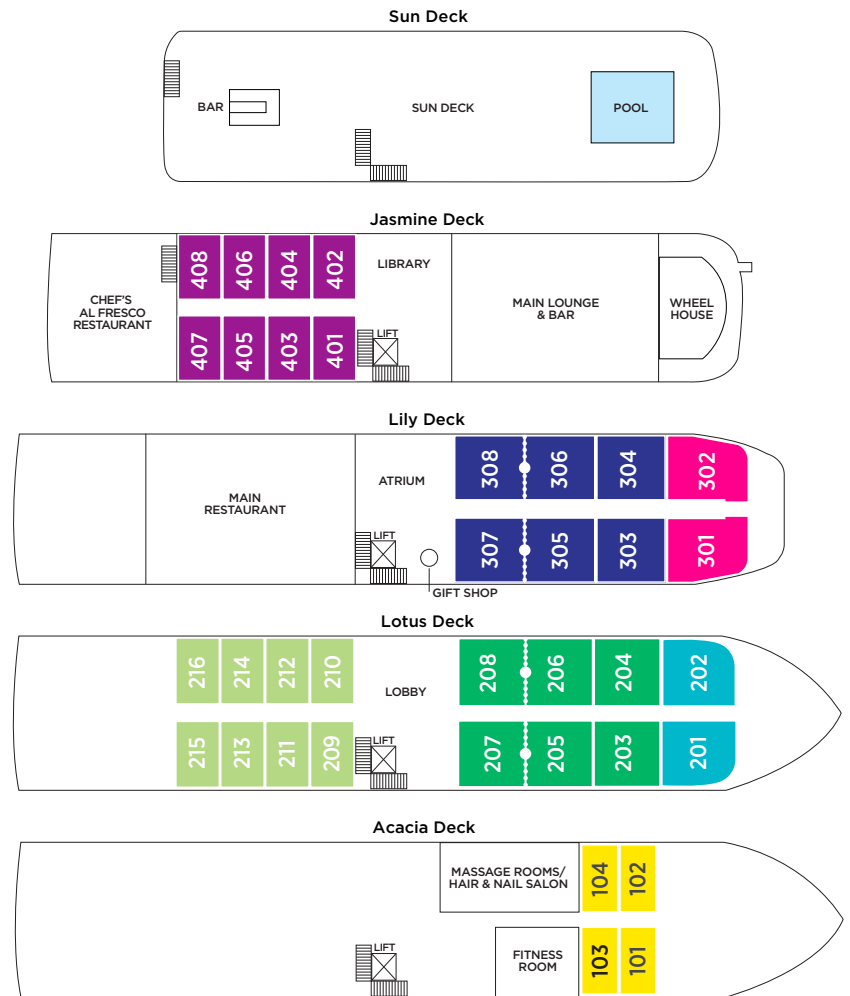 Sun Deck
BAR
SUN DECK
POOL
Jasmine Deck
408
406
404
402
LIBRARY
CHEF'S
AL FRESCO
RESTAURANT
MAIN LOUNGE
& BAR
WHEEL
HOUSE
407
405
403
401
LIFT
Lily Deck
308
306
304
302
ATRIUM
MAIN
RESTAURANT
307
305
303
301
LIFT
GIFT SHOP
Lotus Deck
216
214
212
210
LOBBY
208
206
204
202
215
213
211
209
LIFT
207
205
203
201
Acacia Deck
MASSAGE ROOMS/
HAIR & NAIL SALON
104
102
LIFT
FITNESS
ROOM
103
101